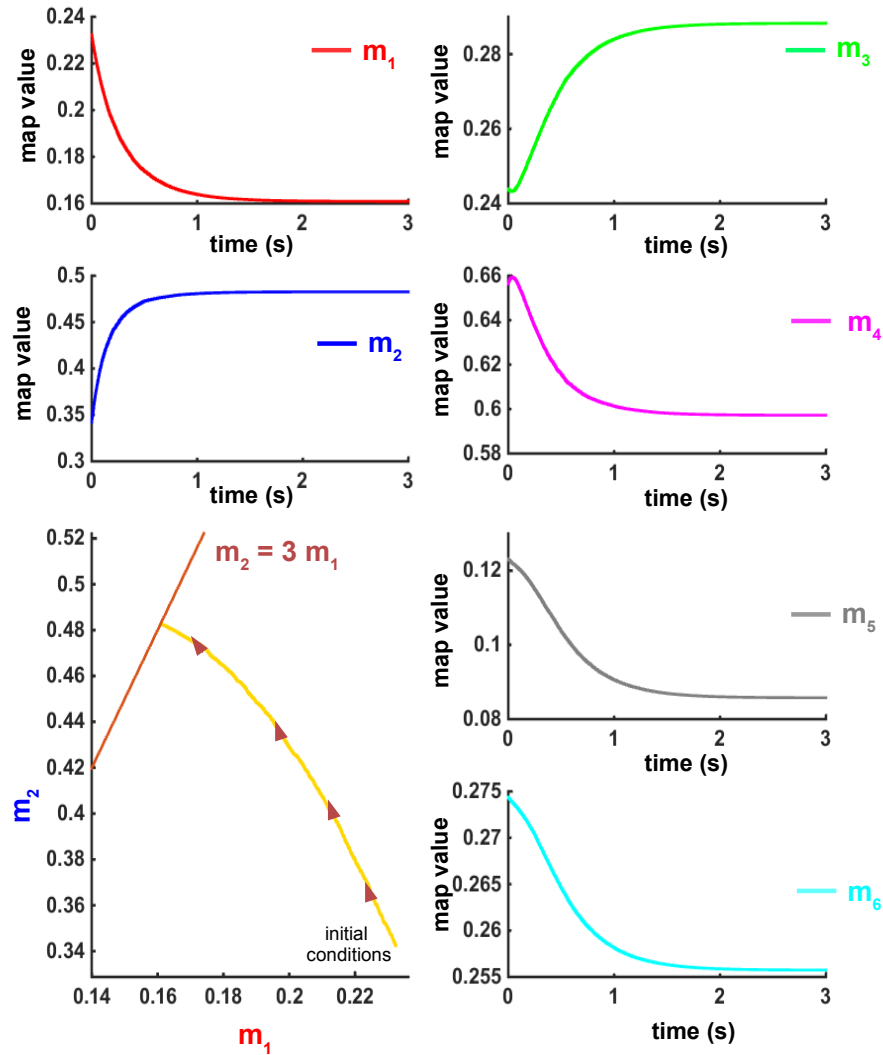 0.24
0.22
0.2
0.18
0.16
map value
0
1
2
3
time (s)
m1
0.28
0.26
0.24
map value
0
1
2
3
time (s)
m3
0.5
0.45
0.4
0.35
0.3
map value
0
1
2
3
time (s)
m2
0.66
0.64
0.62
0.6
0.58
map value
0
1
2
3
time (s)
m4
0.52
0.5
0.48
0.46
0.44
0.42
0.4
0.38
0.36
0.34
m2
m2 = 3 m1
initial
conditions
0.14
0.16
0.18
0.2
0.22
m1
0.12
0.1
0.08
map value
0
1
2
3
time (s)
m5
0.275
0.27
0.265
0.26
0.255
map value
0
1
2
3
time (s)
m6